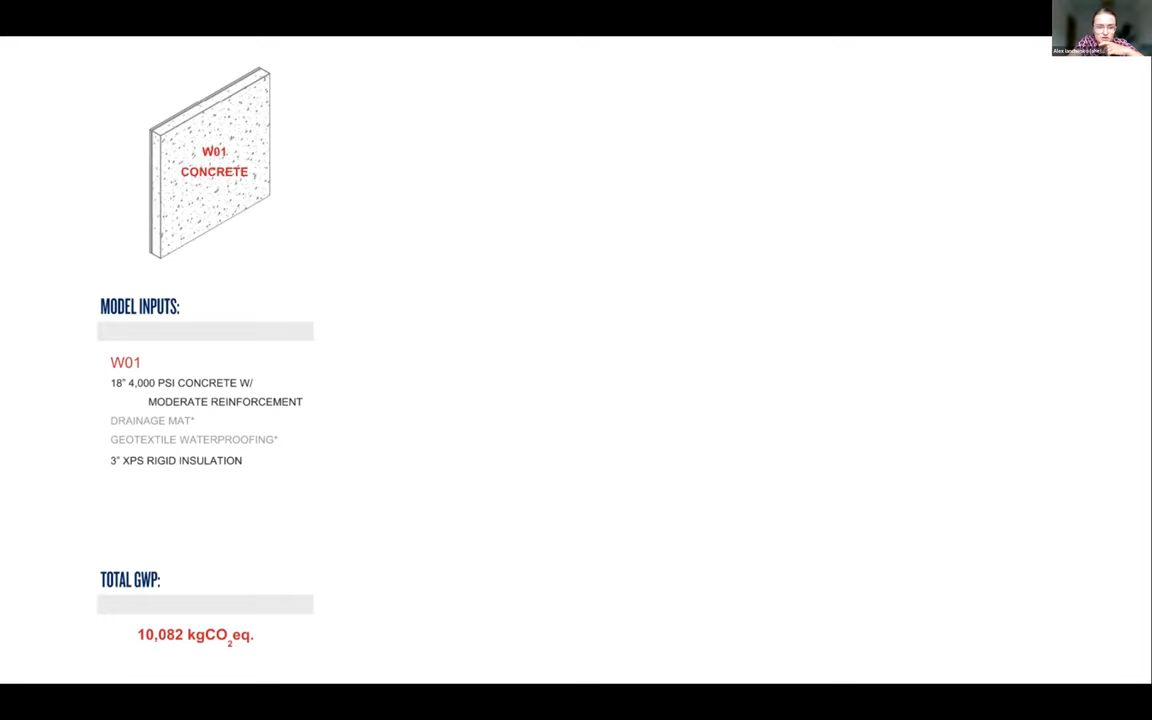 W01
CONCRETE
MODEL INPUTS:
W01
18" 4,000 PSI CONCRETE W/
MODERATE REINFORCEMENT
DRAINAGE MAT*
GEOTEXTILE WATERPROOFING*
3" XPS RIGID INSULATION
TOTAL GWP:
10,082 kgCO2eq.
Alex